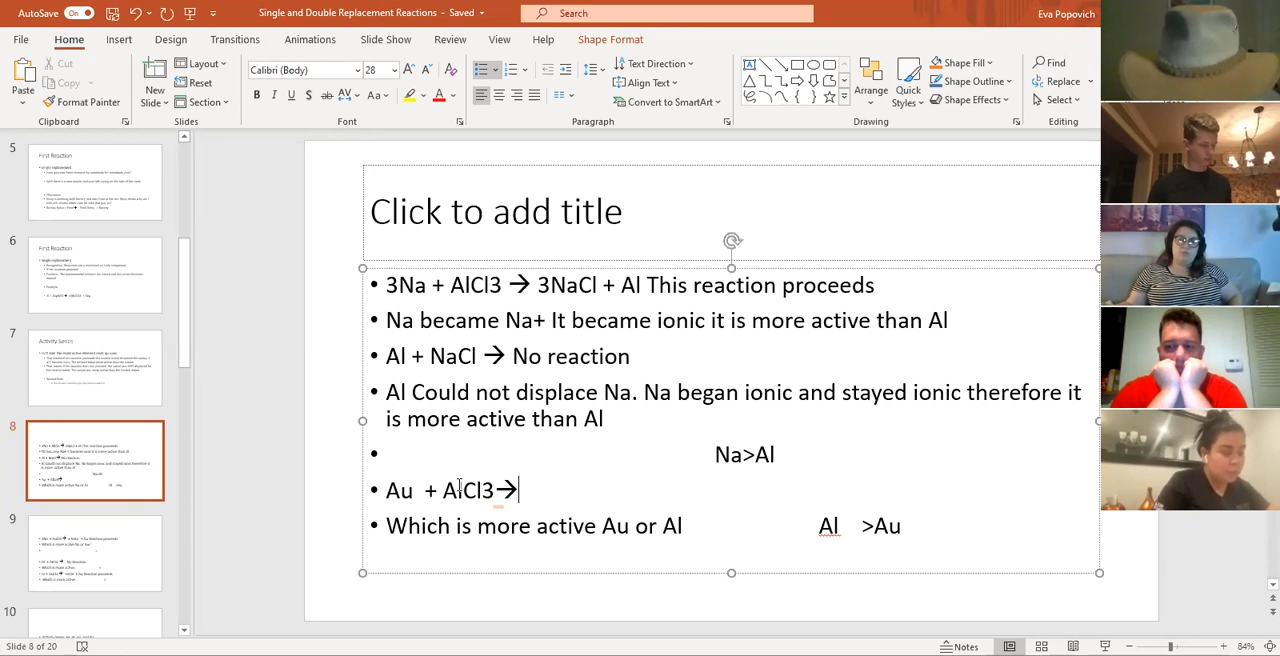 AutoSave On Single and Double Replacement Reactions - Saved Search Eva Popovich
File Home Insert Design Transitions Animations Slide Show Review View Help Shape Format
Paste Cut Copy Format Painter New Slide Layout Reset Section Calibri (Body) 28 Text Direction Align Text Convert to SmartArt Arrange Quick Styles Shape Fill Shape Outline Shape Effects Find Replace Select
Clipboard Slides Font Paragraph Drawing Editing
5
First Reaction
6
First Reaction
7
Activity Series
8
9
10
Click to add title
• 3Na + AlCl3 → 3NaCl + Al This reaction proceeds
• Na became Na+ It became ionic it is more active than Al
• Al + NaCl → No reaction
• Al Could not displace Na. Na began ionic and stayed ionic therefore it
is more active than Al
• Na>Al
• Au + AlCl3→
• Which is more active Au or Al Al >Au
Slide 8 of 20 Notes 84%